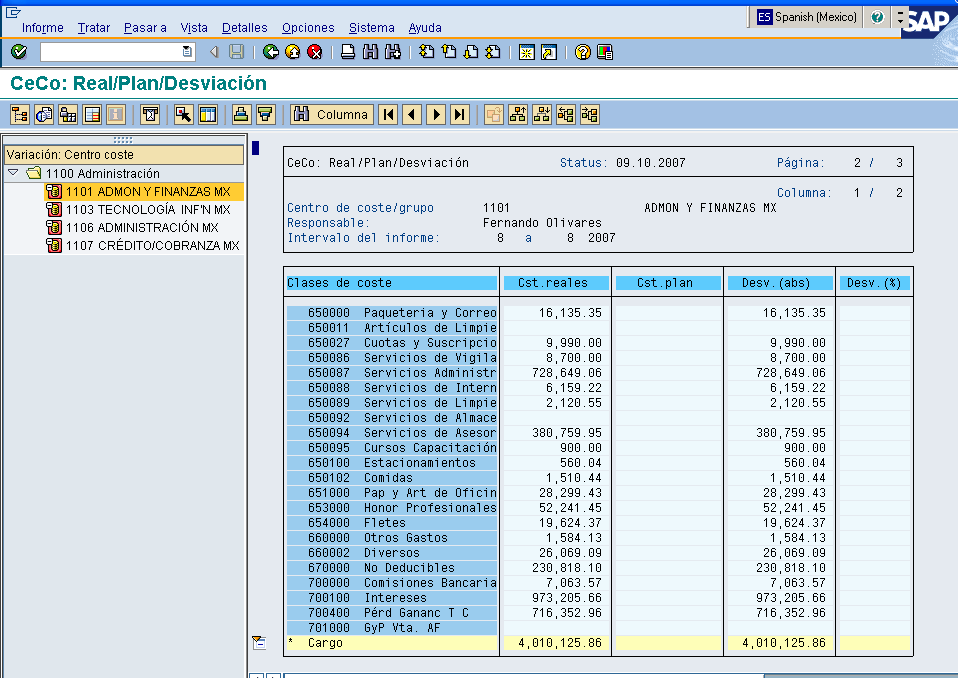 Informe Tratar Pasar a Vista Detalles Opciones Sistema Ayuda
ES Spanish (Mexico)
SAP
CeCo: Real/Plan/Desviación
Columna
Variación: Centro coste
1100 Administración
1101 ADMON Y FINANZAS MX
1103 TECNOLOGÍA INF'N MX
1106 ADMINISTRACIÓN MX
1107 CRÉDITO/COBRANZA MX
CeCo: Real/Plan/Desviación Status: 09.10.2007 Página: 2 / 3
Columna: 1 / 2
Centro de coste/grupo 1101 ADMON Y FINANZAS MX
Responsable: Fernando Olivares
Intervalo del informe: 8 a 8 2007
Clases de coste Cst.reales Cst.plan Desv.(abs) Desv.(%)
650000 Paqueteria y Correo 16,135.35 16,135.35
650011 Artículos de Limpie
650027 Cuotas y Suscripcio 9,990.00 9,990.00
650086 Servicios de Vigila 8,700.00 8,700.00
650087 Servicios Administr 728,649.06 728,649.06
650088 Servicios de Intern 6,159.22 6,159.22
650089 Servicios de Limpie 2,120.55 2,120.55
650092 Servicios de Almace
650094 Servicios de Asesor 380,759.95 380,759.95
650095 Cursos Capacitación 900.00 900.00
650100 Estacionamientos 560.04 560.04
650102 Comidas 1,510.44 1,510.44
651000 Pap y Art de Oficin 28,299.43 28,299.43
653000 Honor Profesionales 52,241.45 52,241.45
654000 Fletes 19,624.37 19,624.37
660000 Otros Gastos 1,584.13 1,584.13
660002 Diversos 26,069.09 26,069.09
670000 No Deducibles 230,818.10 230,818.10
700000 Comisiones Bancaria 7,063.57 7,063.57
700100 Intereses 973,205.66 973,205.66
700400 Pérd Gananc T C 716,352.96 716,352.96
701000 GyP Vta. AF
* Cargo 4,010,125.86 4,010,125.86